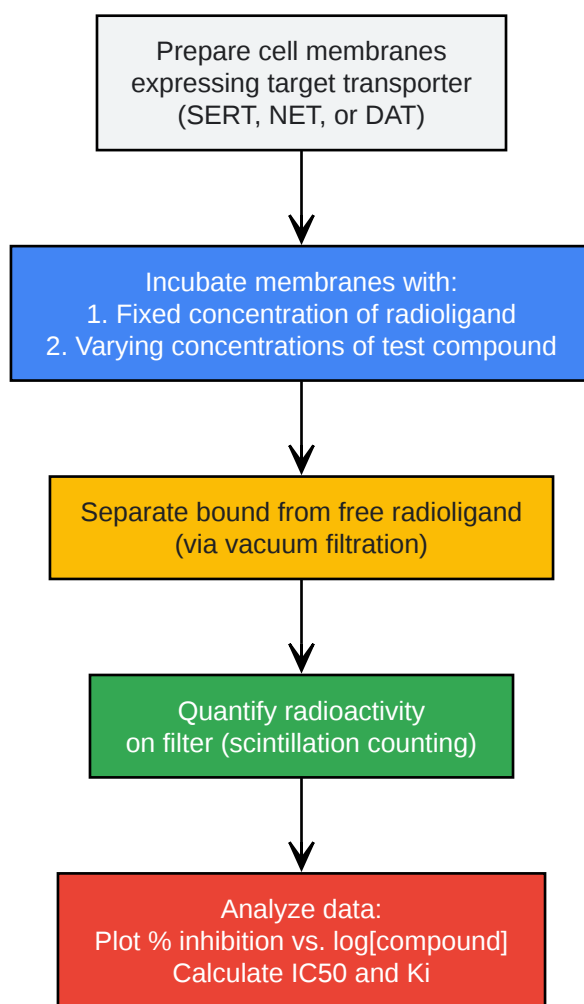 Prepare cell membranes
expressing target transporter
(SERT, NET, or DAT)
Incubate membranes with:
1. Fixed concentration of radioligand
2. Varying concentrations of test compound
Separate bound from free radioligand
(via vacuum filtration)
Quantify radioactivity
on filter (scintillation counting)
Analyze data:
Plot % inhibition vs. log[compound]
Calculate IC50 and Ki